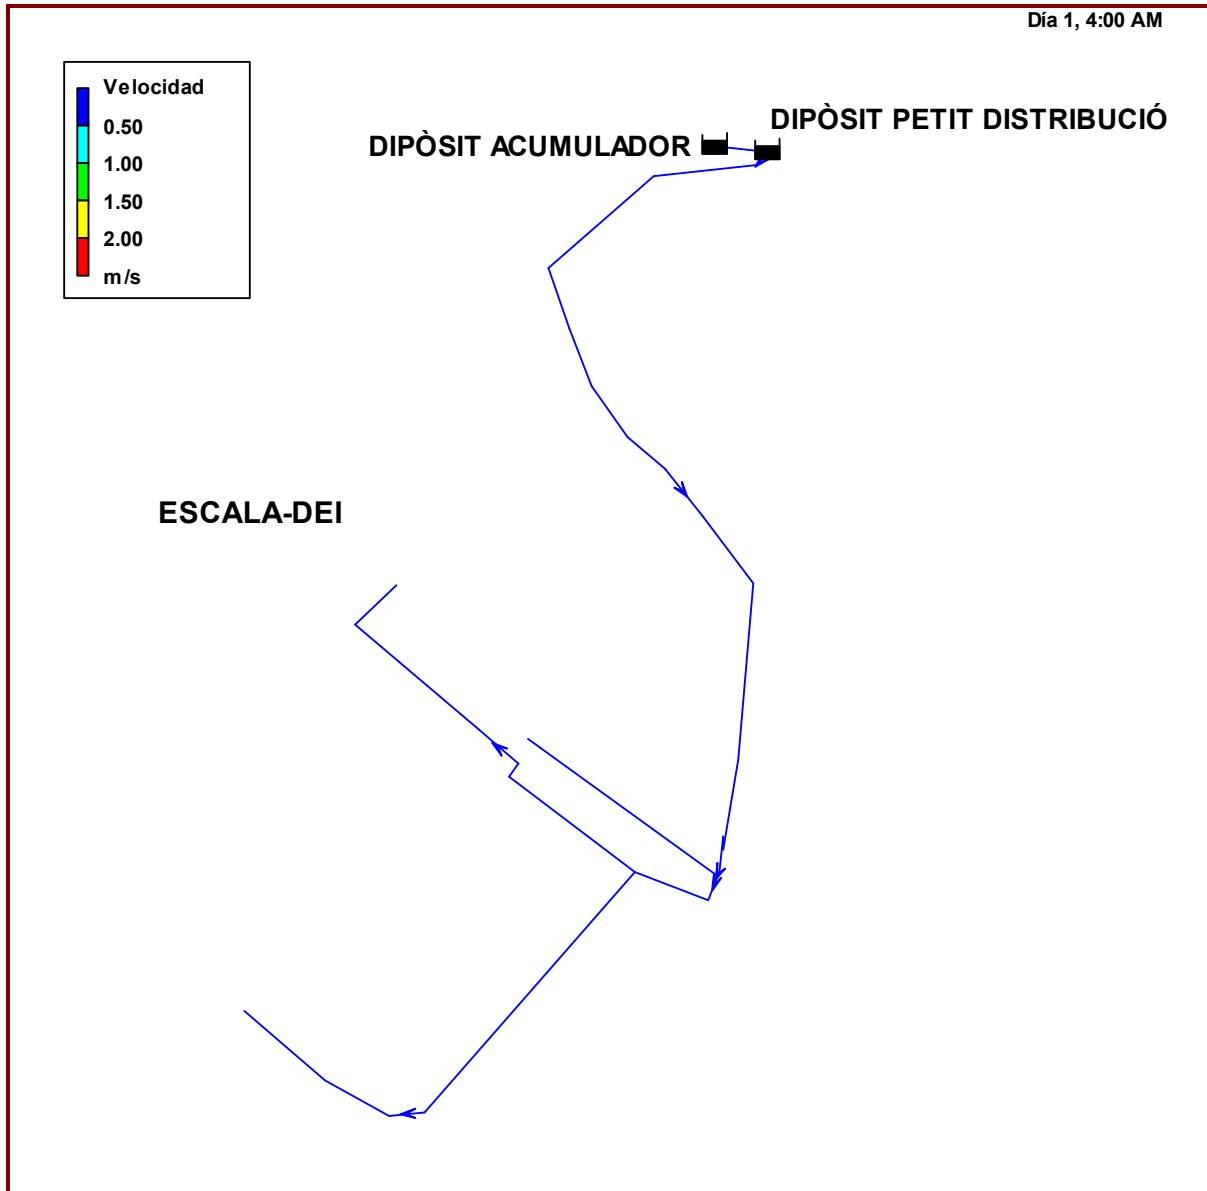 Día 1, 4:00 AM
Velocidad
0.50
1.00
1.50
2.00
m/s
DIPÒSIT PETIT DISTRIBUCIÓ
DIPÒSIT ACUMULADOR
ESCALA-DEI